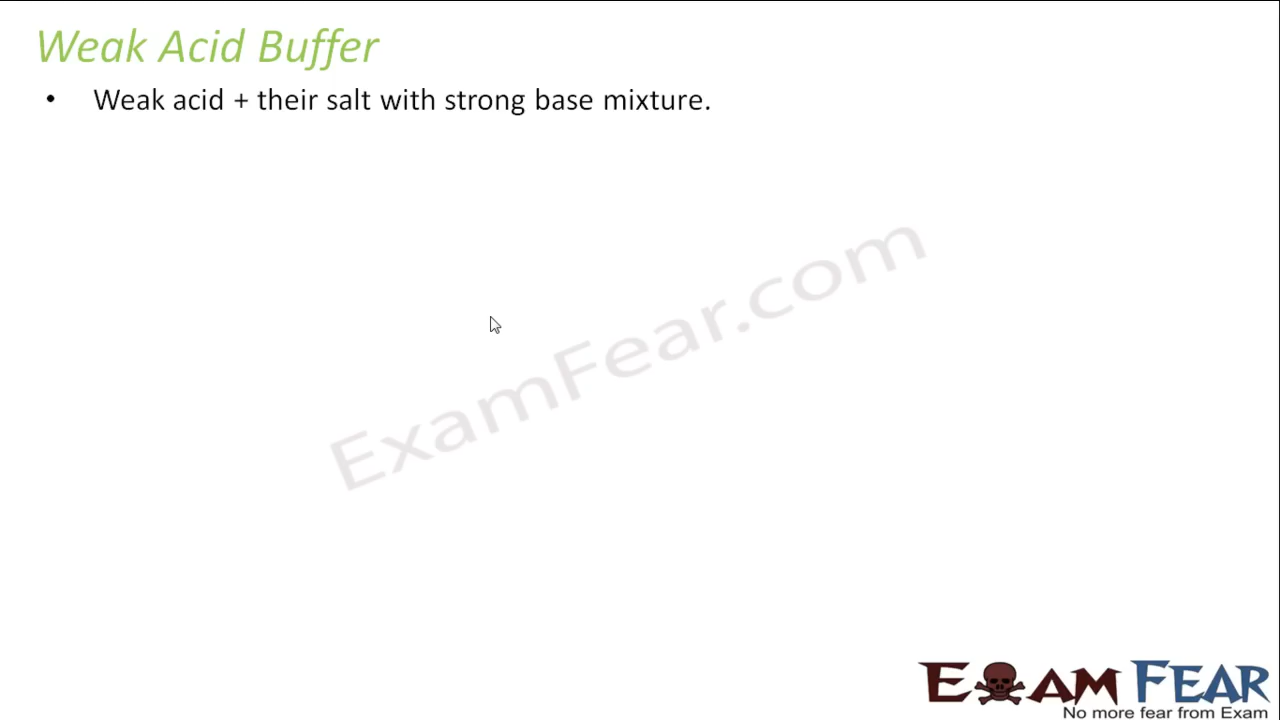 Weak Acid Buffer
• Weak acid + their salt with strong base mixture.
ExamFear.com
EXAM FEAR
No more fear from Exam